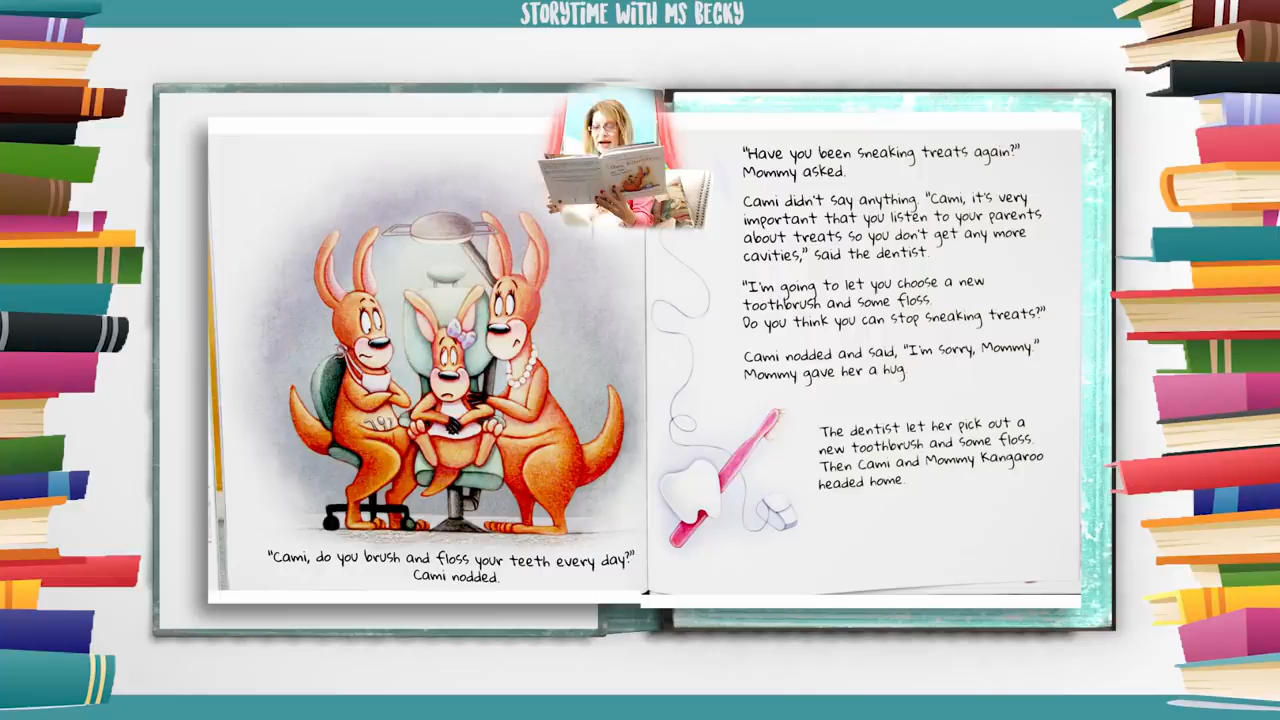 STORYTIME WITH MS BECKY
"Cami, do you brush and floss your teeth every day?"
Cami nodded.
"Have you been sneaking treats again?"
Mommy asked.
Cami didn't say anything. "Cami, it's very
important that you listen to your parents
about treats so you don't get any more
cavities," said the dentist.
"I'm going to let you choose a new
toothbrush and some floss.
Do you think you can stop sneaking treats?"
Cami nodded and said, "I'm sorry, Mommy."
Mommy gave her a hug.
The dentist let her pick out a
new toothbrush and some floss.
Then Cami and Mommy Kangaroo
headed home.